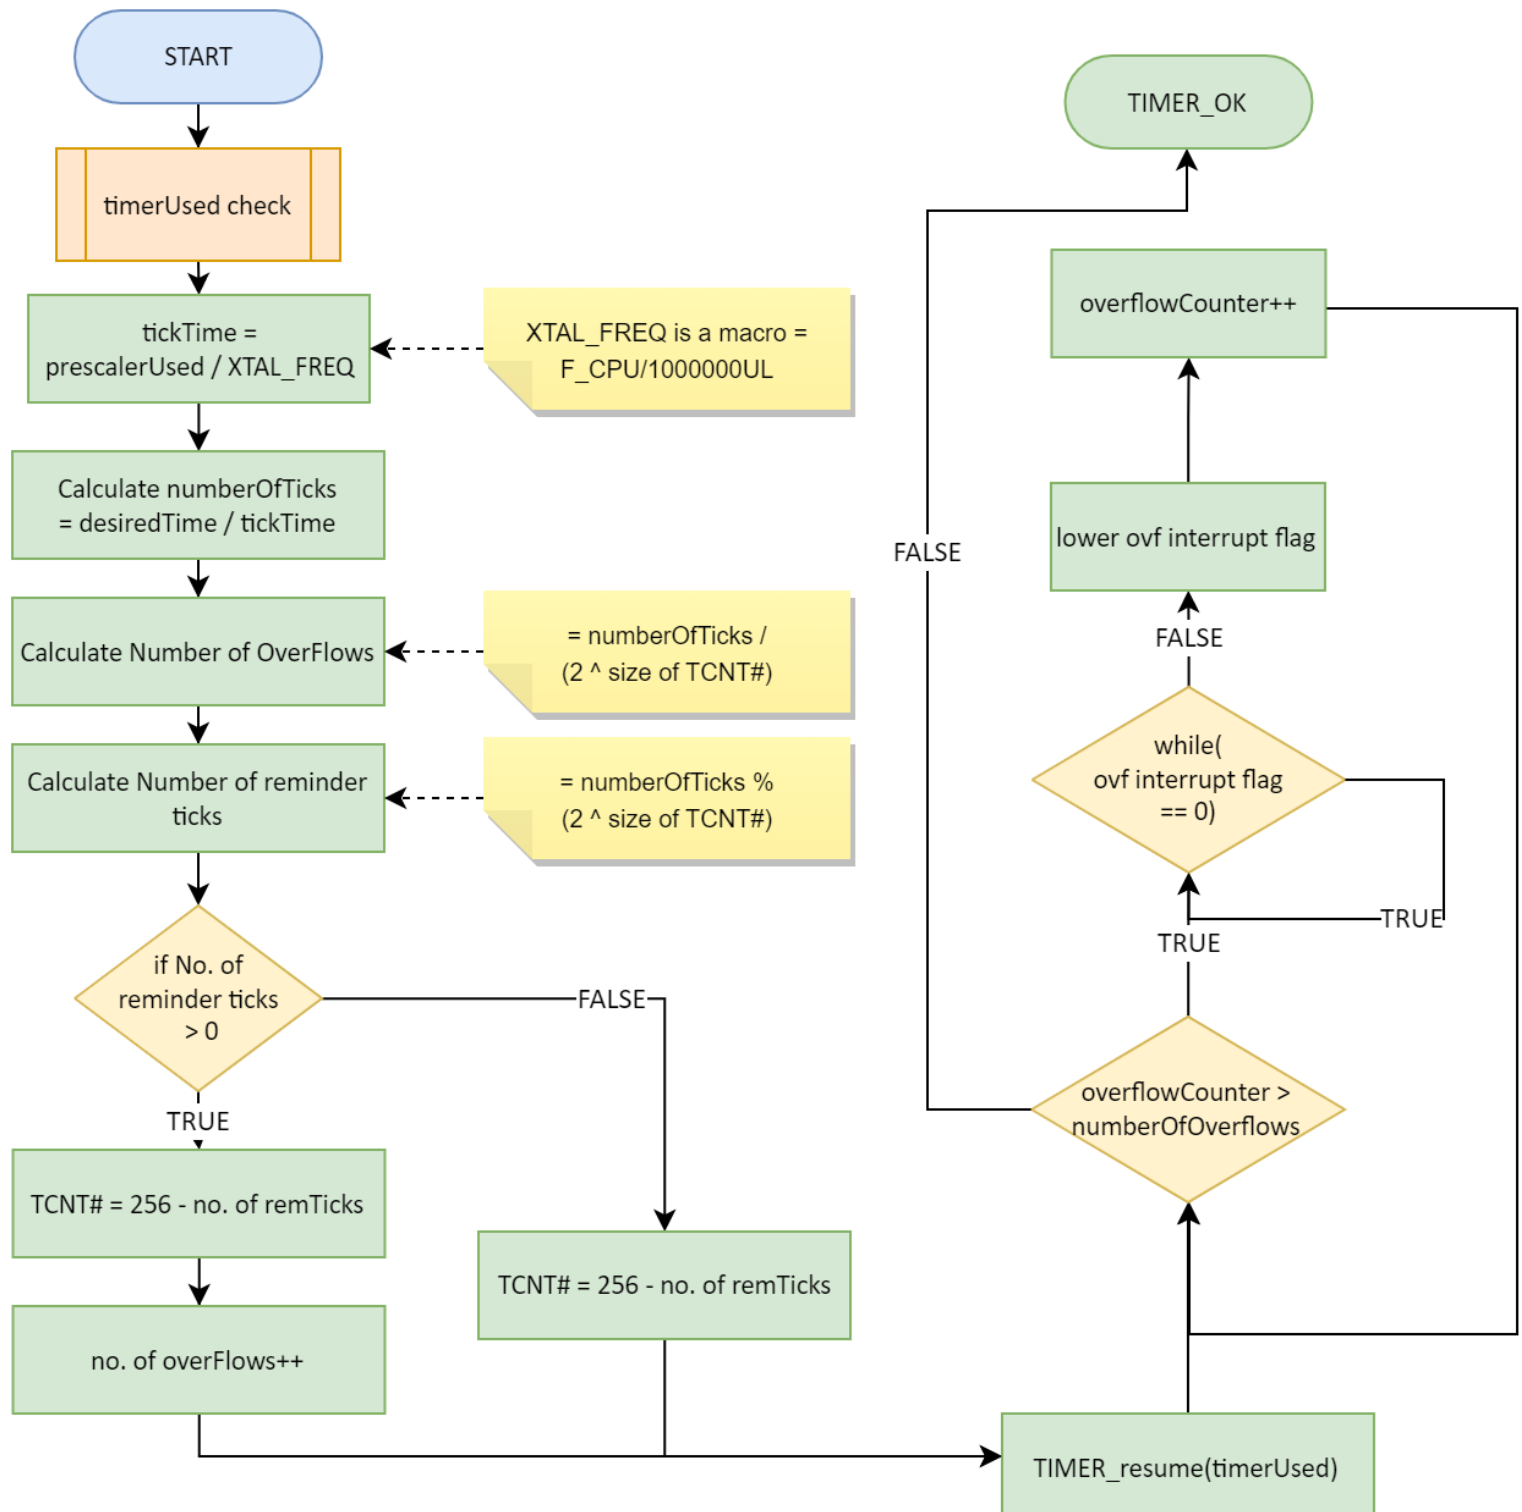 START
timerUsed check
tickTime =
prescalerUsed / XTAL_FREQ
XTAL_FREQ is a macro =
F_CPU/1000000UL
Calculate numberOfTicks
= desiredTime / tickTime
Calculate Number of OverFlows
= numberOfTicks /
(2 ^ size of TCNT#)
Calculate Number of reminder
ticks
= numberOfTicks %
(2 ^ size of TCNT#)
if No. of
reminder ticks
> 0
FALSE
TRUE
TCNT# = 256 - no. of remTicks
no. of overFlows++
TCNT# = 256 - no. of remTicks
TIMER_resume(timerUsed)
overflowCounter >
numberOfOverflows
TRUE
FALSE
while(
ovf interrupt flag
== 0)
TRUE
FALSE
lower ovf interrupt flag
overflowCounter++
TIMER_OK